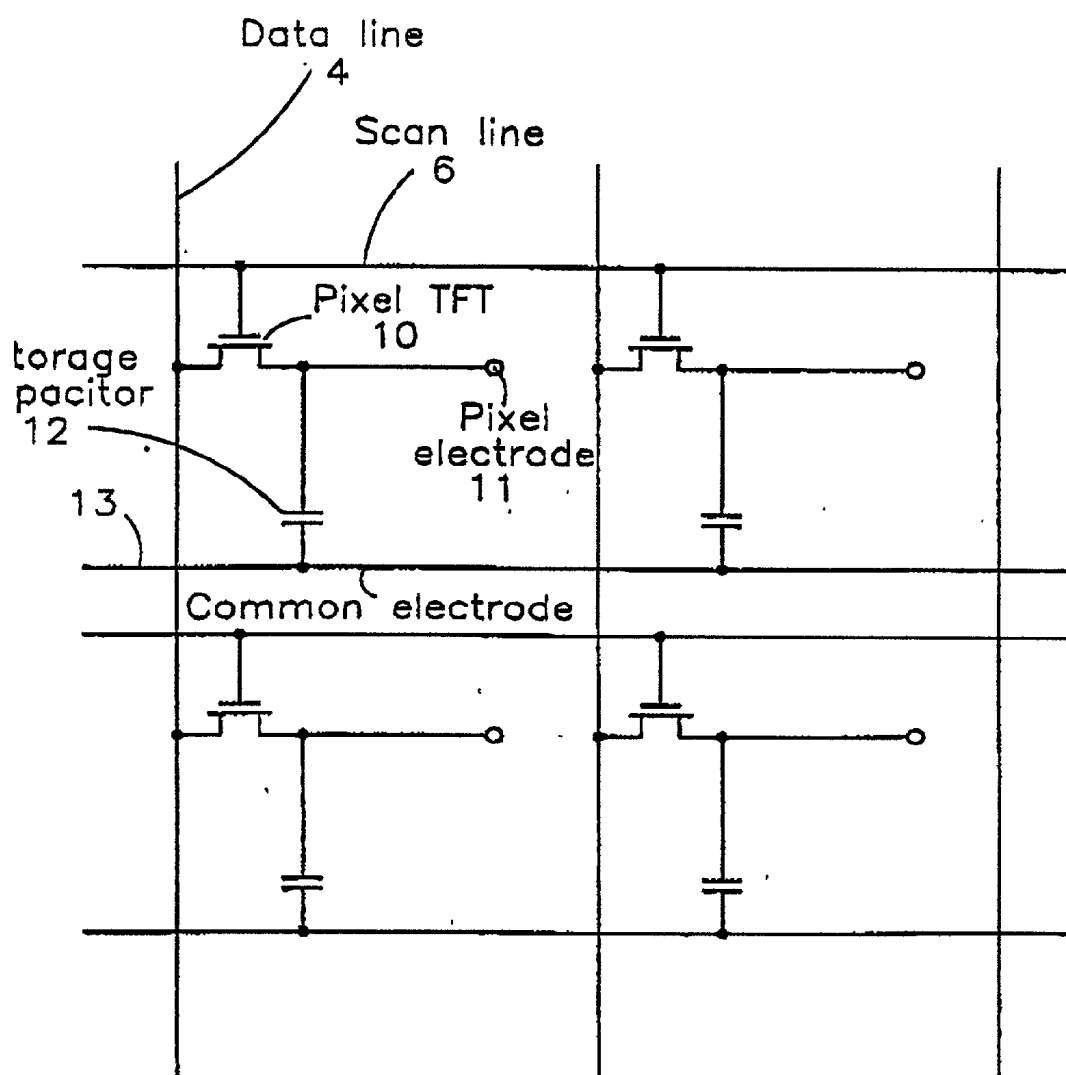 Data line
4
Scan line
6
Pixel TFT
10
torage
pacitor
12
Pixel
electrode
11
13
Common electrode